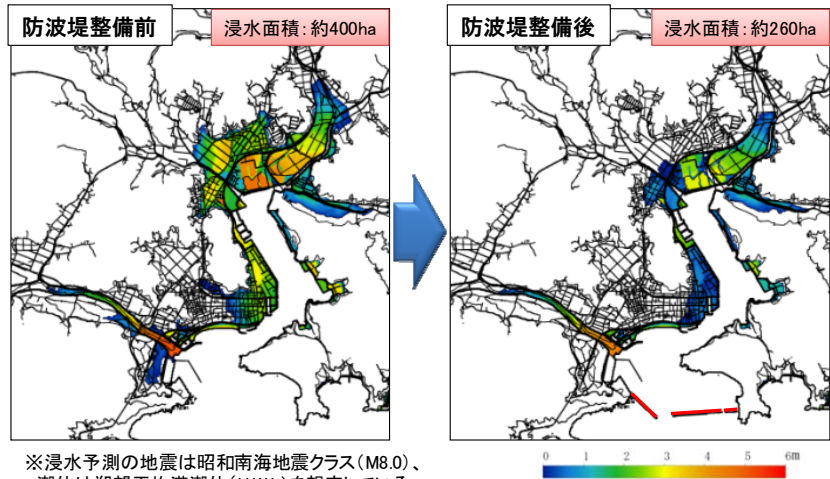 防波堤整備前
浸水面積:約400ha
防波堤整備後
浸水面積:約260ha
※浸水予測の地震は昭和南海地震クラス(M8.0)、
0 1 2 3 4 5 6m